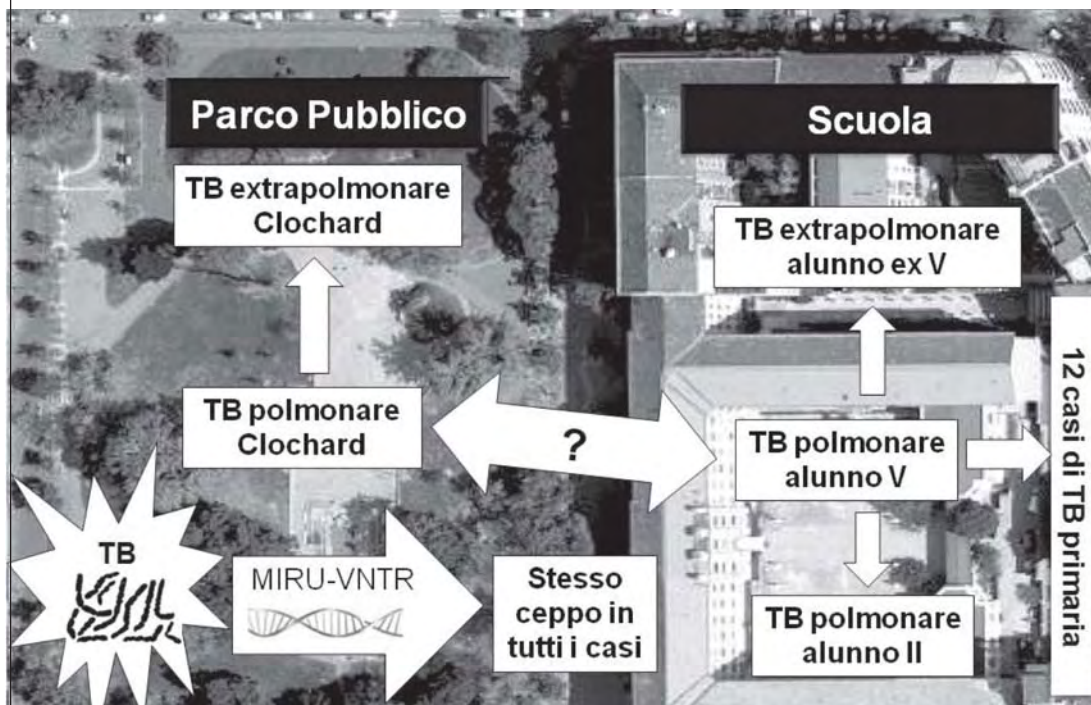 Parco Pubblico
TB extrapolmonare
Clochard
TB polmonare
Clochard
?
Scuola
TB extrapolmonare
alunno ex V
TB polmonare
alunno V
TB polmonare
alunno II
12 casi di TB primaria
TB
MIRU-VNTR
Stesso
ceppo in
tutti i casi